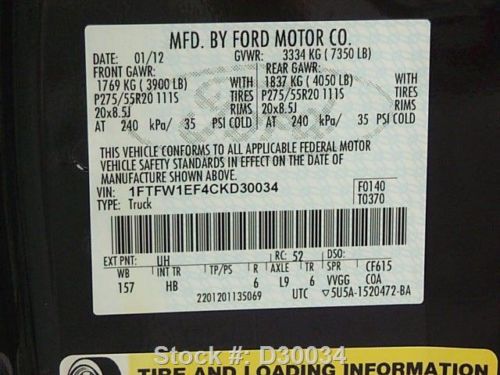 MFD. BY FORD MOTOR CO.
DATE: 01/12 GVWR: 3334 KG ( 7350 LB)
FRONT GAWR: REAR GAWR:
1769 KG ( 3900 LB) WITH 1837 KG ( 4050 LB) WITH
P275/55R20 111S TIRES P275/55R20 111S TIRES
20x8.5J RIMS 20x8.5J RIMS
AT 240 kPa/ 35 PSI COLD AT 240 kPa/ 35 PSI COLD
THIS VEHICLE CONFORMS TO ALL APPLICABLE FEDERAL MOTOR
VEHICLE SAFETY STANDARDS IN EFFECT ON THE DATE OF
MANUFACTURE SHOWN ABOVE.
VIN: 1FTFW1EF4CKD30034 F0140
TYPE: Truck T0370
EXT PNT: UH RC: 52 DSO:
WB INT TR TP/PS R AXLE TR SPR CF615
157 HB 6 L9 6 VVGG COA
2201201135069 UTC 5U5A-1520472-BA
Stock #: D30034
TIRE AND LOADING INFORMATION